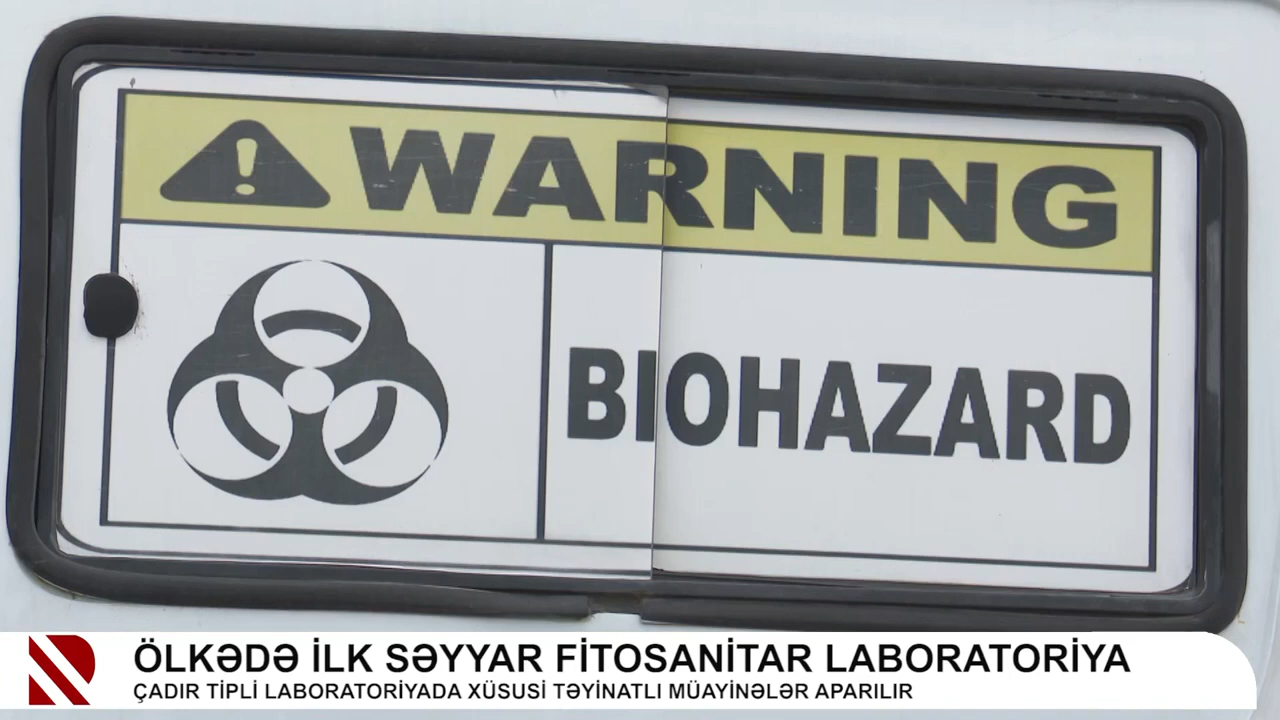 WARNING
BIOHAZARD
ÖLKƏDƏ İLK SƏYYAR FİTOSANİTAR LABORATORİYA
ÇADIR TİPLİ LABORATORİYADA XÜSUSİ TƏYİNATLI MÜAYİNƏLƏR APARILIR